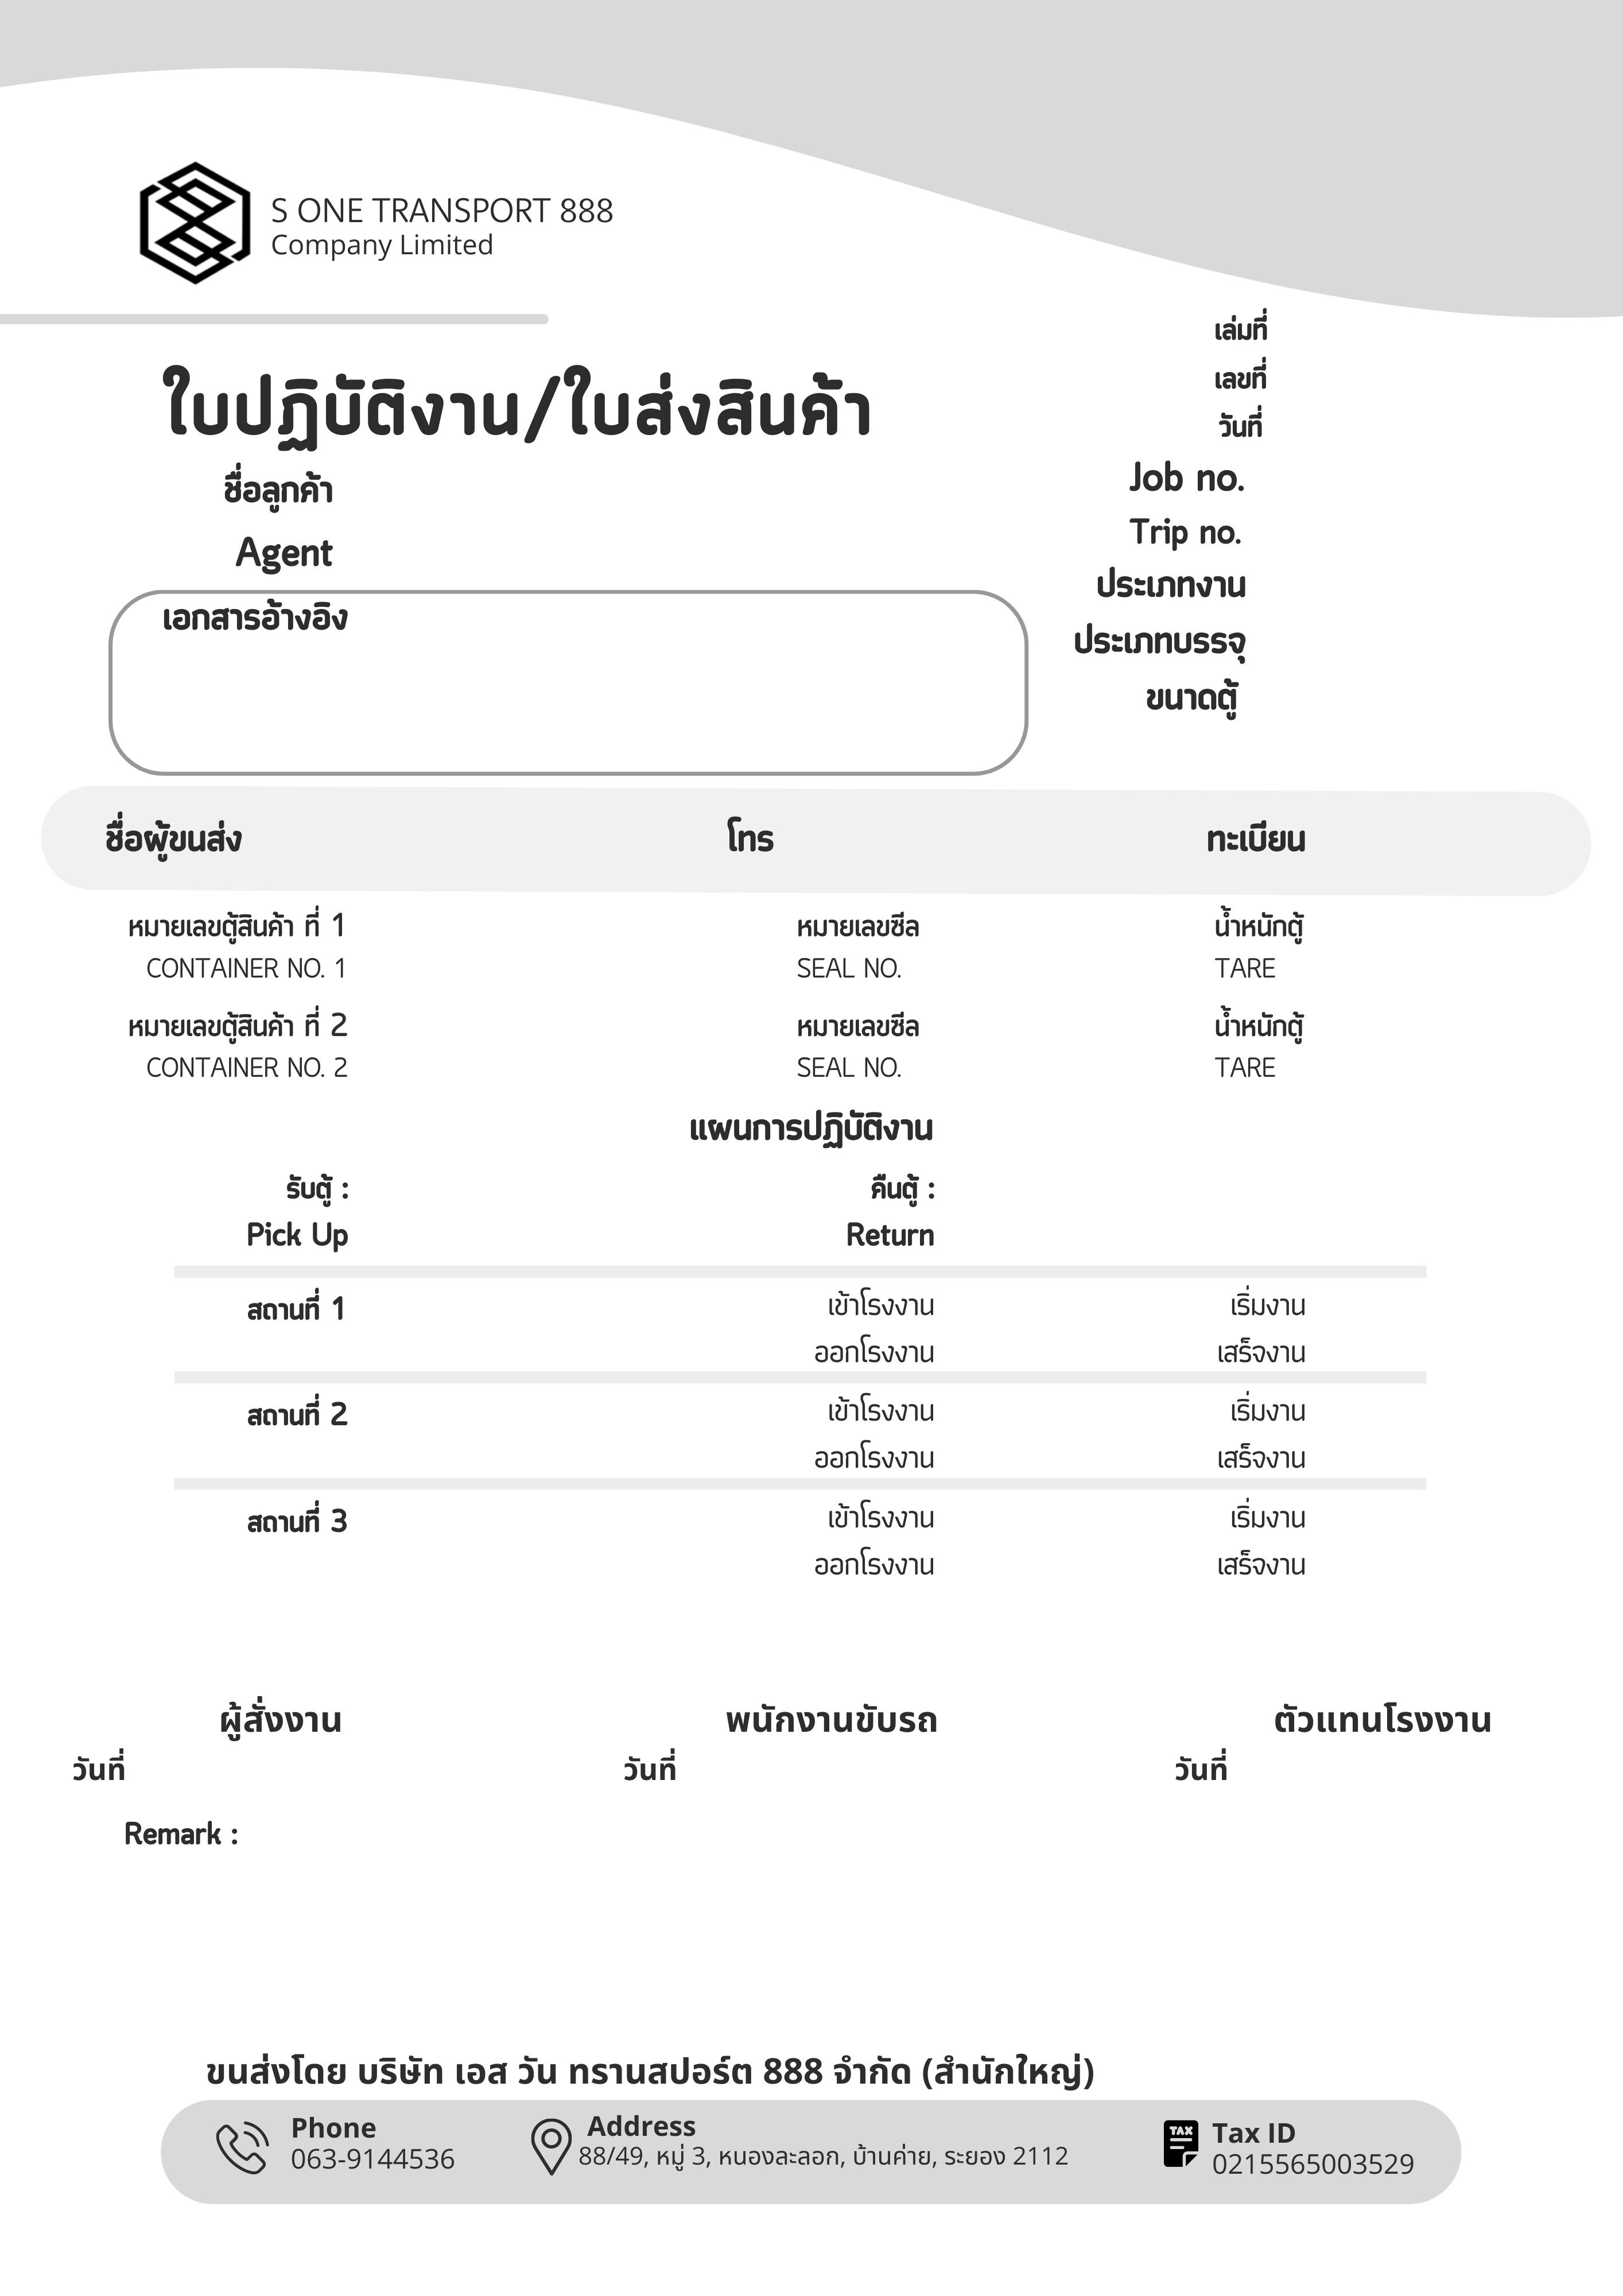 S ONE TRANSPORT 888
Company Limited
เล่มที่
เลขที่
วันที่
ใบปฏิบัติงาน/ใบส่งสินค้า
ชื่อลูกค้า
Agent
เอกสารอ้างอิง
Job no.
Trip no.
ประเภทงาน
ประเภทบรรจุ
ขนาดตู้
ชื่อผู้ขนส่ง โทร ทะเบียน
หมายเลขตู้สินค้า ที่ 1 หมายเลขซีล น้ำหนักตู้
CONTAINER NO. 1 SEAL NO. TARE
หมายเลขตู้สินค้า ที่ 2 หมายเลขซีล น้ำหนักตู้
CONTAINER NO. 2 SEAL NO. TARE
แผนการปฏิบัติงาน
รับตู้ : คืนตู้ :
Pick Up Return
สถานที่ 1 เข้าโรงงาน เริ่มงาน
ออกโรงงาน เสร็จงาน
สถานที่ 2 เข้าโรงงาน เริ่มงาน
ออกโรงงาน เสร็จงาน
สถานที่ 3 เข้าโรงงาน เริ่มงาน
ออกโรงงาน เสร็จงาน
ผู้สั่งงาน พนักงานขับรถ ตัวแทนโรงงาน
วันที่ วันที่ วันที่
Remark :
ขนส่งโดย บริษัท เอส วัน ทรานสปอร์ต 888 จำกัด (สำนักใหญ่)
Phone
063-9144536
Address
88/49, หมู่ 3, หนองละลอก, บ้านค่าย, ระยอง 2112
TAX
Tax ID
0215565003529